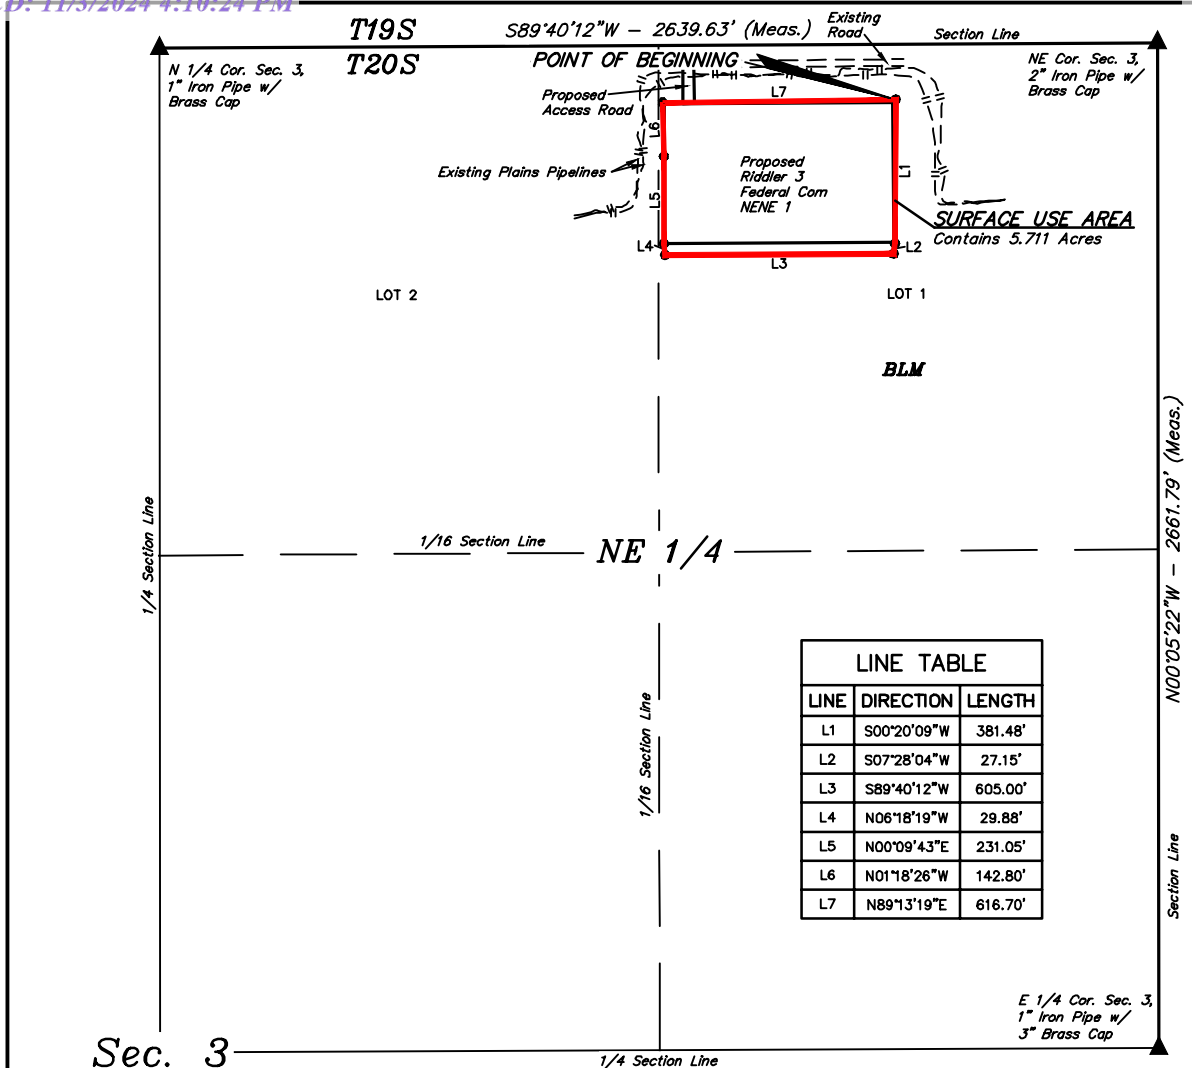 D: 11/5/2024 4:10:24 PM
T19S
S89°40'12"W - 2639.63' (Meas.)
Existing
Road
Section Line
T20S
POINT OF BEGINNING
N 1/4 Cor. Sec. 3,
1" Iron Pipe w/
Brass Cap
NE Cor. Sec. 3,
2" Iron Pipe w/
Brass Cap
Proposed
Access Road
L7
L6
Existing Plains Pipelines
Proposed
Riddler 3
Federal Com
NENE 1
L1
L5
SURFACE USE AREA
Contains 5.711 Acres
L4
L2
L3
LOT 2
LOT 1
BLM
N00°05'22"W - 2661.79' (Meas.)
1/4 Section Line
1/16 Section Line
NE 1/4
1/16 Section Line
LINE TABLE
LINE DIRECTION LENGTH
L1 S00°20'09"W 381.48'
L2 S07°28'04"W 27.15'
L3 S89°40'12"W 605.00'
L4 N06°18'19"W 29.88'
L5 N00°09'43"E 231.05'
L6 N01°18'26"W 142.80'
L7 N89°13'19"E 616.70'
Section Line
E 1/4 Cor. Sec. 3,
1" Iron Pipe w/
3" Brass Cap
Sec. 3
1/4 Section Line